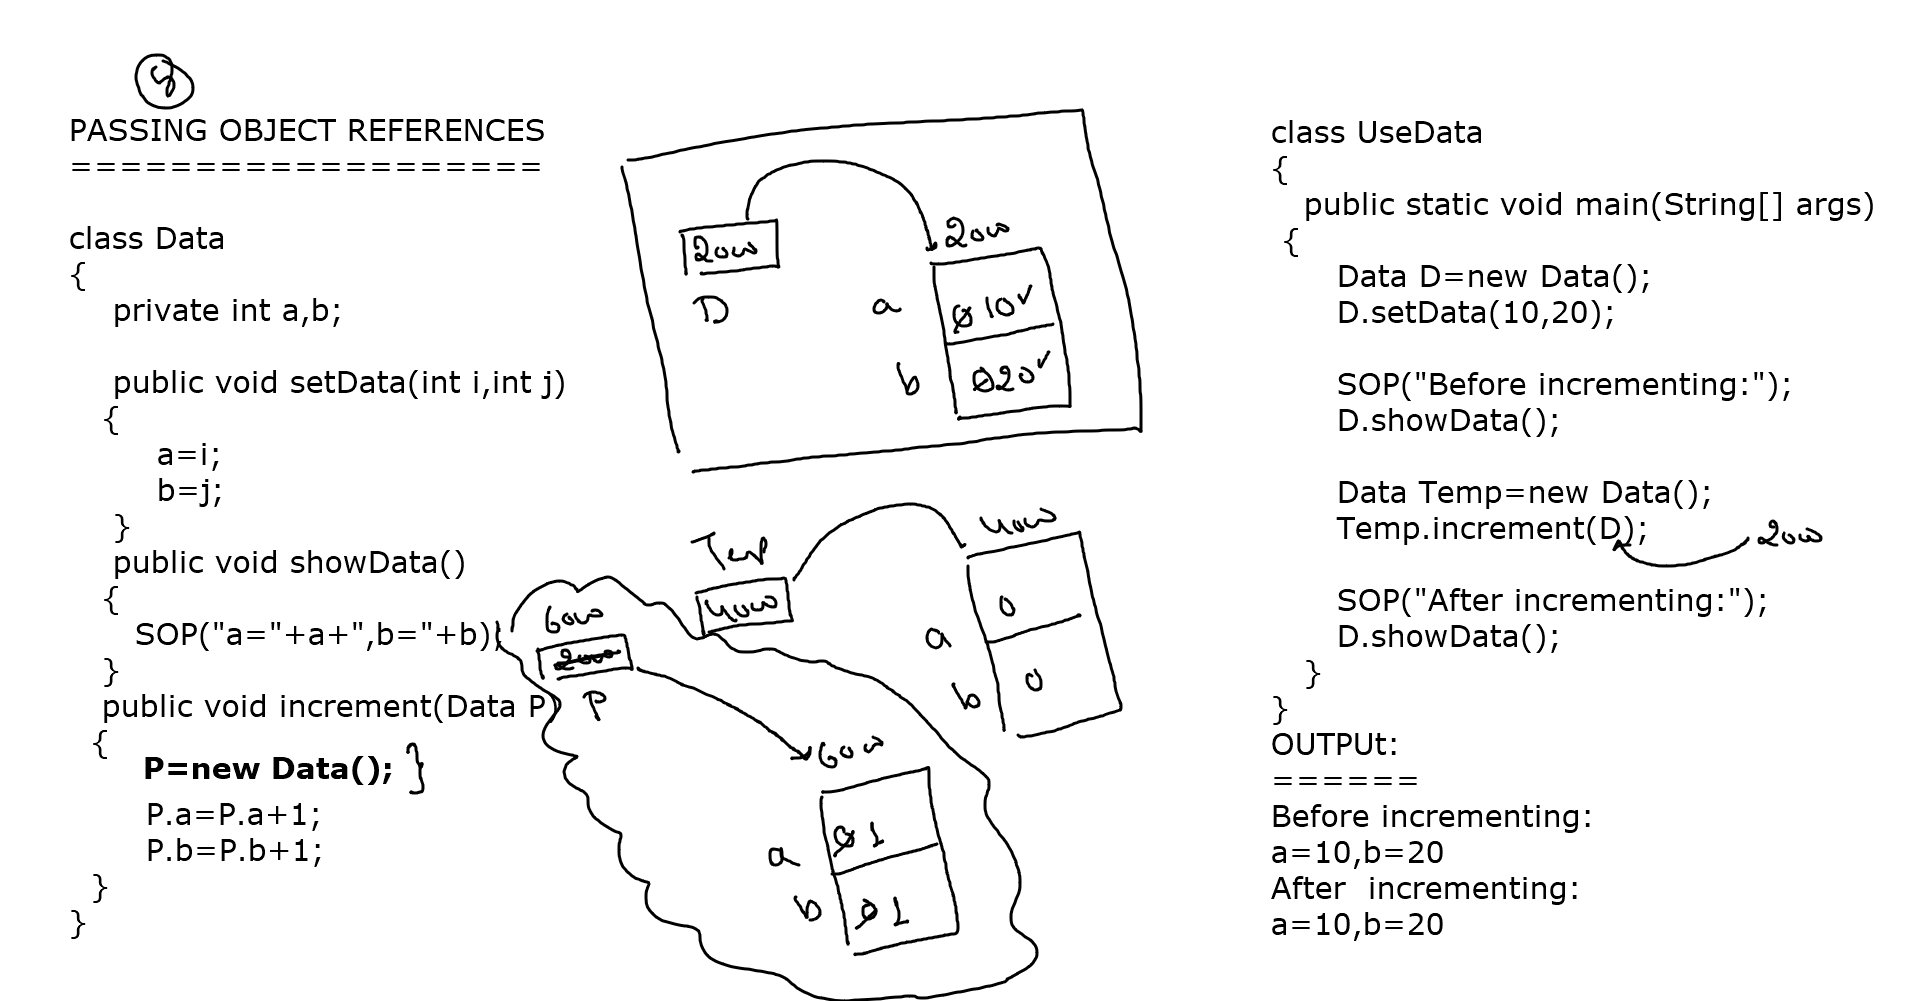 PASSING OBJECT REFERENCES
===================
class Data
{
private int a,b;
public void setData(int i,int j)
{
a=i;
b=j;
}
public void showData()
{
SOP("a="+a+",b="+b);
}
public void increment(Data P)
{
P=new Data(); }
P.a=P.a+1;
P.b=P.b+1;
}
}
2000
2000
D
a
0 10 ✓
b
0 20 ✓
Temp
4000
4000
a
0
b
0
6000
2000
P
6000
a
0 1
b
0 1
class UseData
{
public static void main(String[] args)
{
Data D=new Data();
D.setData(10,20);
SOP("Before incrementing:");
D.showData();
Data Temp=new Data();
Temp.increment(D); 2000
SOP("After incrementing:");
D.showData();
}
}
OUTPUt:
======
Before incrementing:
a=10,b=20
After  incrementing:
a=10,b=20